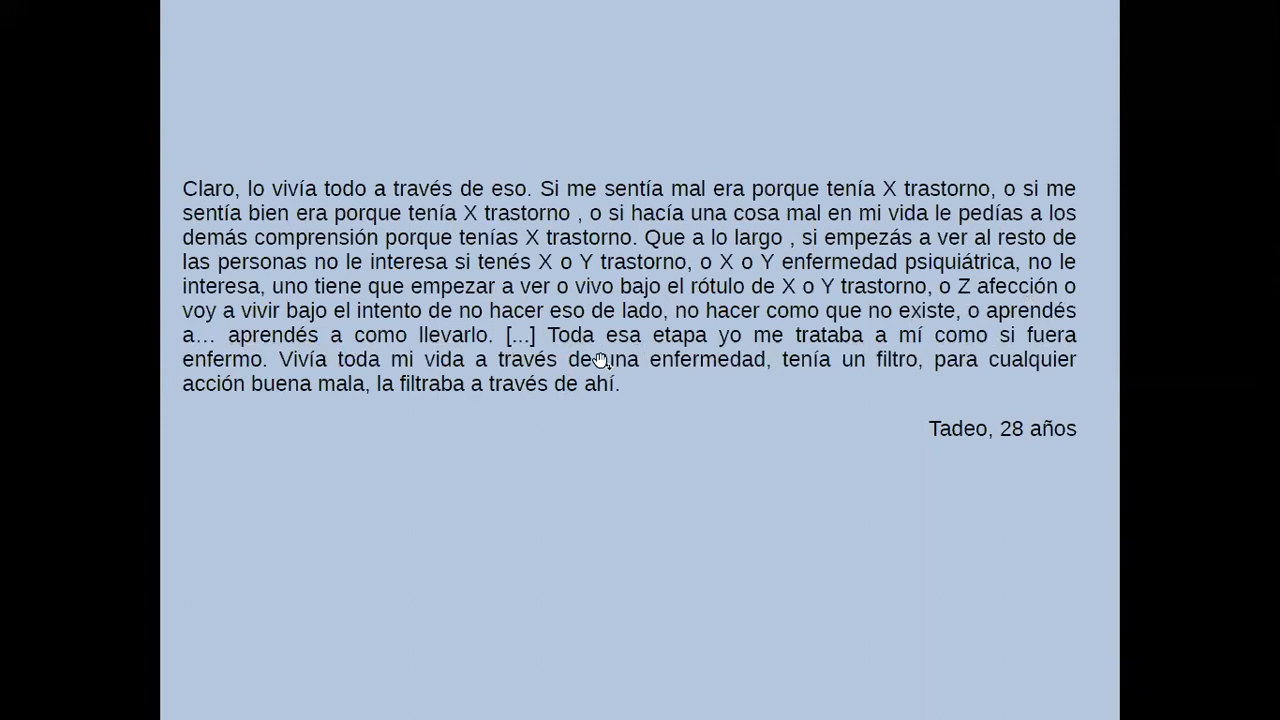 Claro, lo vivía todo a través de eso. Si me sentía mal era porque tenía X trastorno, o si me
sentía bien era porque tenía X trastorno , o si hacía una cosa mal en mi vida le pedías a los
demás comprensión porque tenías X trastorno. Que a lo largo , si empezás a ver al resto de
las personas no le interesa si tenés X o Y trastorno, o X o Y enfermedad psiquiátrica, no le
interesa, uno tiene que empezar a ver o vivo bajo el rótulo de X o Y trastorno, o Z afección o
voy a vivir bajo el intento de no hacer eso de lado, no hacer como que no existe, o aprendés
a… aprendés a como llevarlo. [...] Toda esa etapa yo me trataba a mí como si fuera
enfermo. Vivía toda mi vida a través de una enfermedad, tenía un filtro, para cualquier
acción buena mala, la filtraba a través de ahí.
Tadeo, 28 años